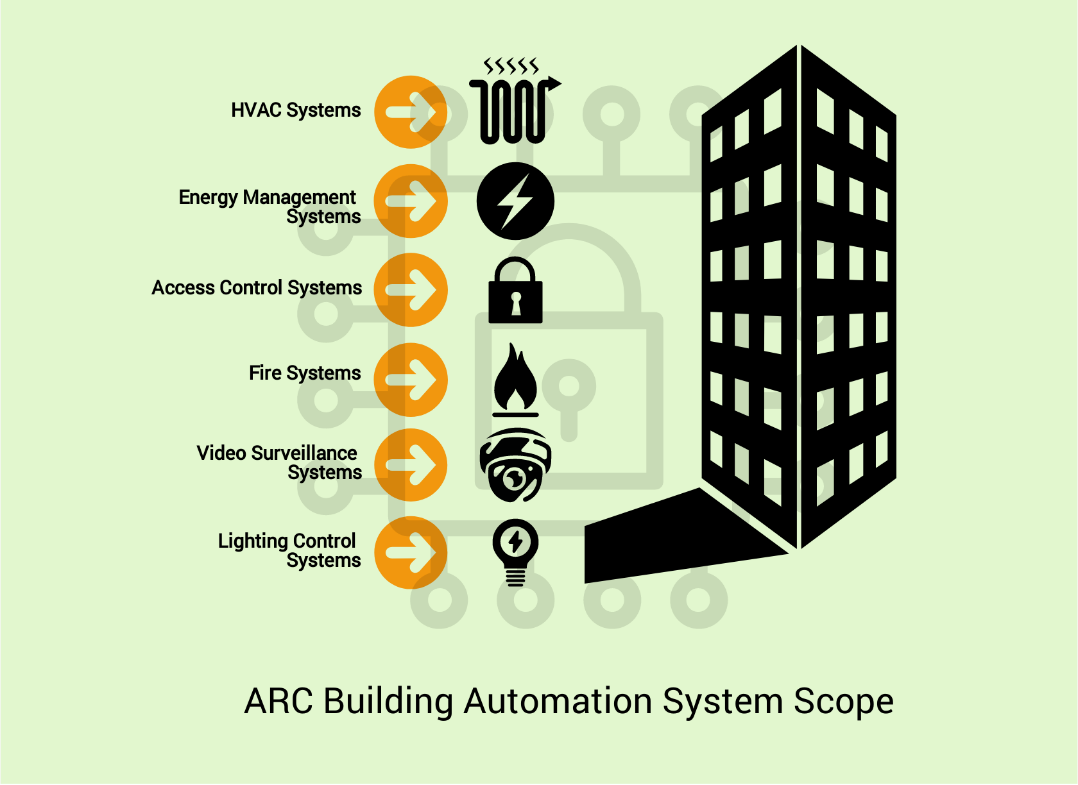 HVAC Systems
Energy Management
Systems
Access Control Systems
Fire Systems
Video Surveillance
Systems
Lighting Control
Systems
ARC Building Automation System Scope